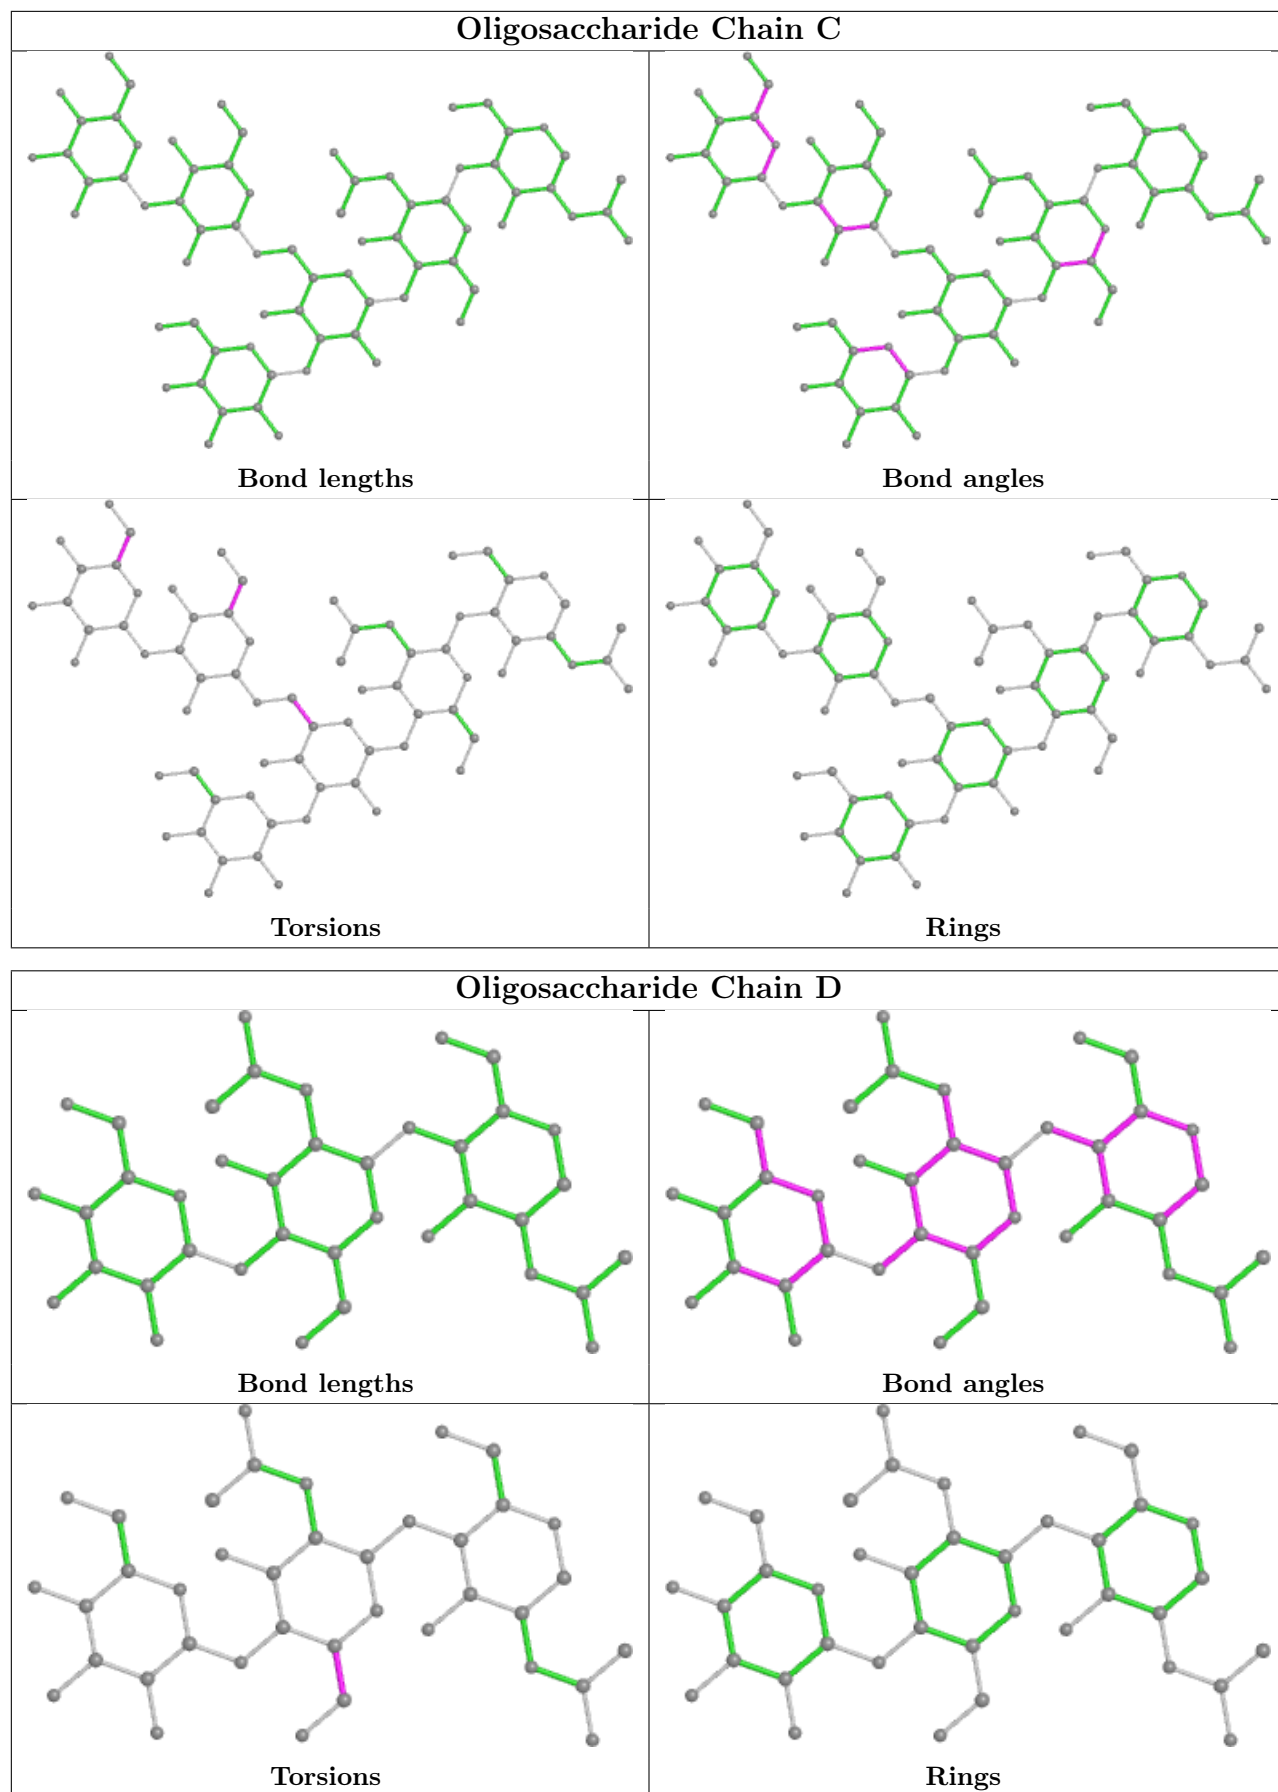 Oligosaccharide Chain C
Bond lengths
Bond angles
Torsions
Rings
Oligosaccharide Chain D
Bond lengths
Bond angles
Torsions
Rings